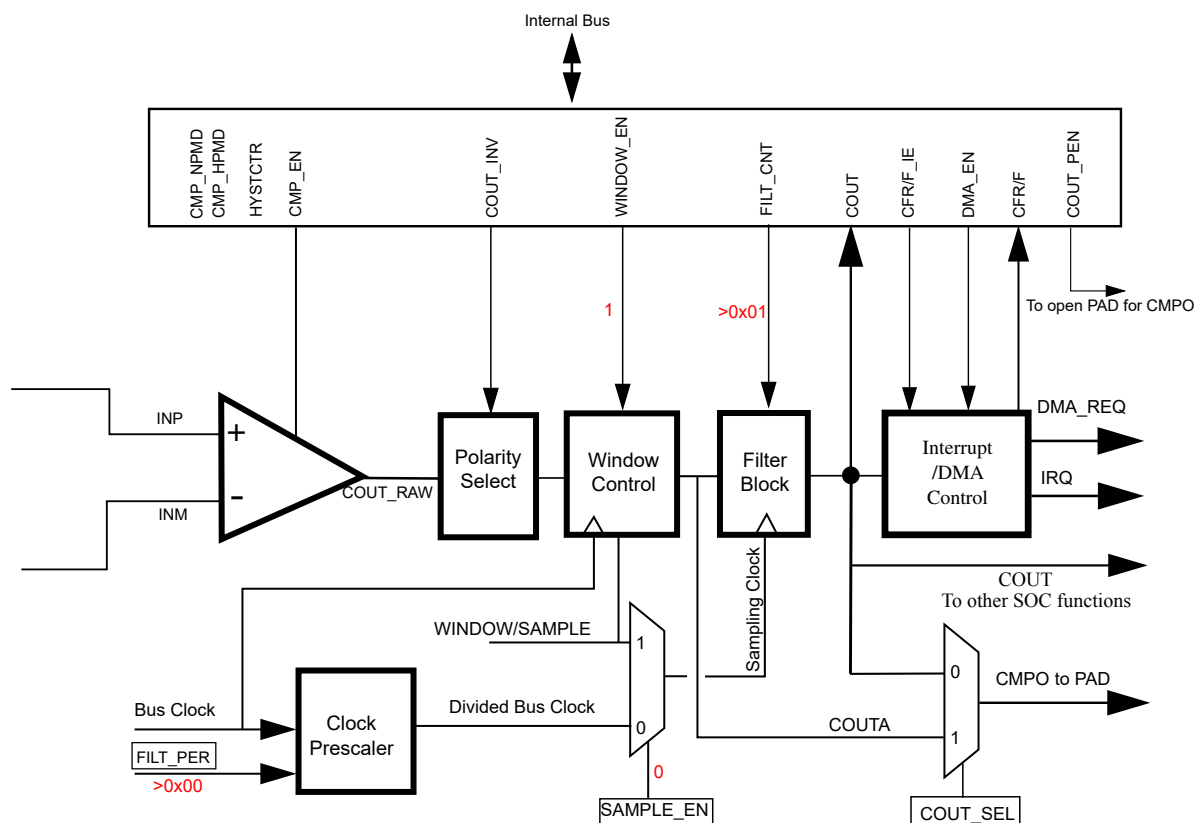 Internal Bus
CMP_NPMD
CMP_HPMD
HYSTCTR
CMP_EN
COUT_INV
WINDOW_EN
FILT_CNT
COUT
CFR/F_IE
DMA_EN
CFR/F
COUT_PEN
1
>0x01
To open PAD for CMPO
INP
+
-
INM
COUT_RAW
Polarity
Select
Window
Control
Filter
Block
Interrupt
/DMA
Control
DMA_REQ
IRQ
COUT
To other SOC functions
WINDOW/SAMPLE
1
0
Sampling Clock
Bus Clock
FILT_PER
>0x00
Clock
Prescaler
Divided Bus Clock
0
SAMPLE_EN
COUTA
0
1
CMPO to PAD
COUT_SEL